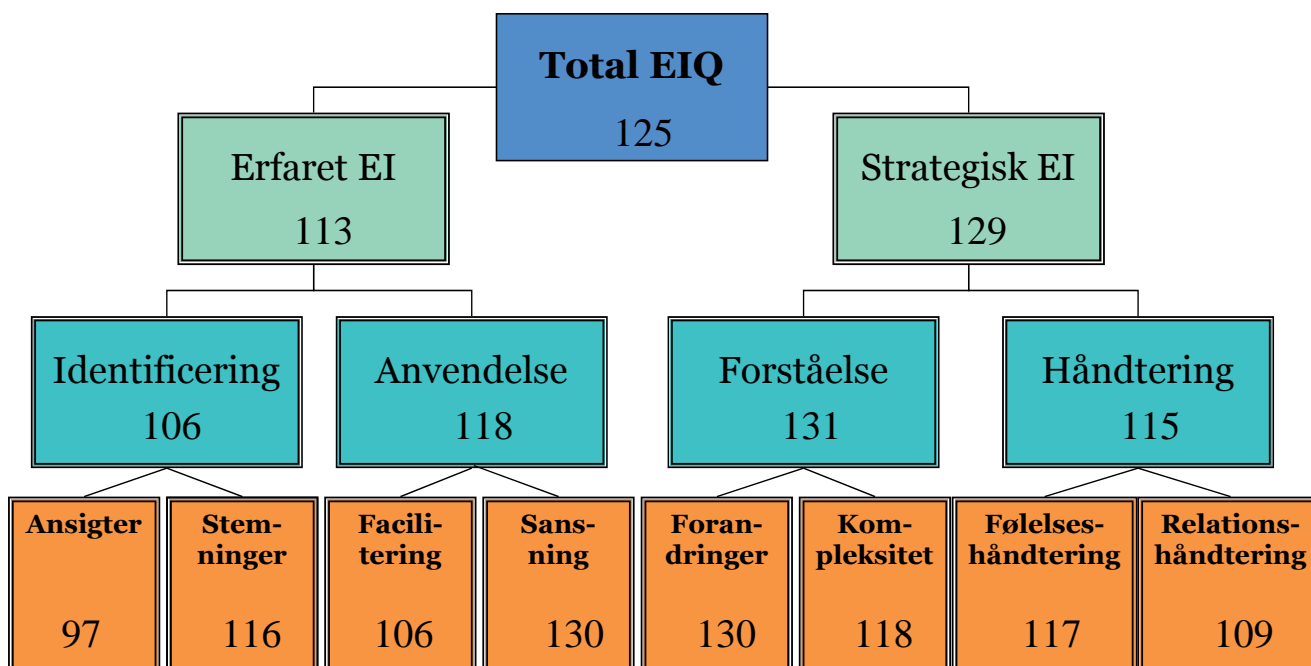 Total EIQ
125
Erfaret EI
113
Strategisk EI
129
Identificering
106
Anvendelse
118
Forståelse
131
Håndtering
115
Ansigter
97
Stem-
ninger
116
Facili-
tering
106
Sans-
ning
130
Foran-
dringer
130
Kom-
pleksitet
118
Følelses-
håndtering
117
Relations-
håndtering
109